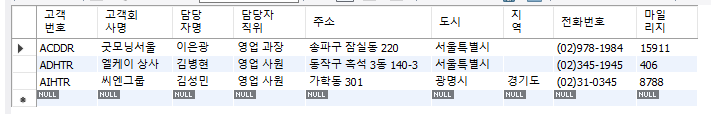 고객번호 고객회사명 담당자명 담당자직위 주소 도시 지역 전화번호 마일리지
ACDDR 굿모닝서울 이은광 영업 과장 송파구 잠실동 220 서울특별시 (02)978-1984 15911
ADHTR 엘케이 상사 김병현 영업 사원 동작구 흑석 3동 140-3 서울특별시 (02)345-1945 406
AIHTR 씨엔그룹 김성민 영업 사원 가학동 301 광명시 경기도 (02)31-0345 8788
NULL NULL NULL NULL NULL NULL NULL NULL NULL